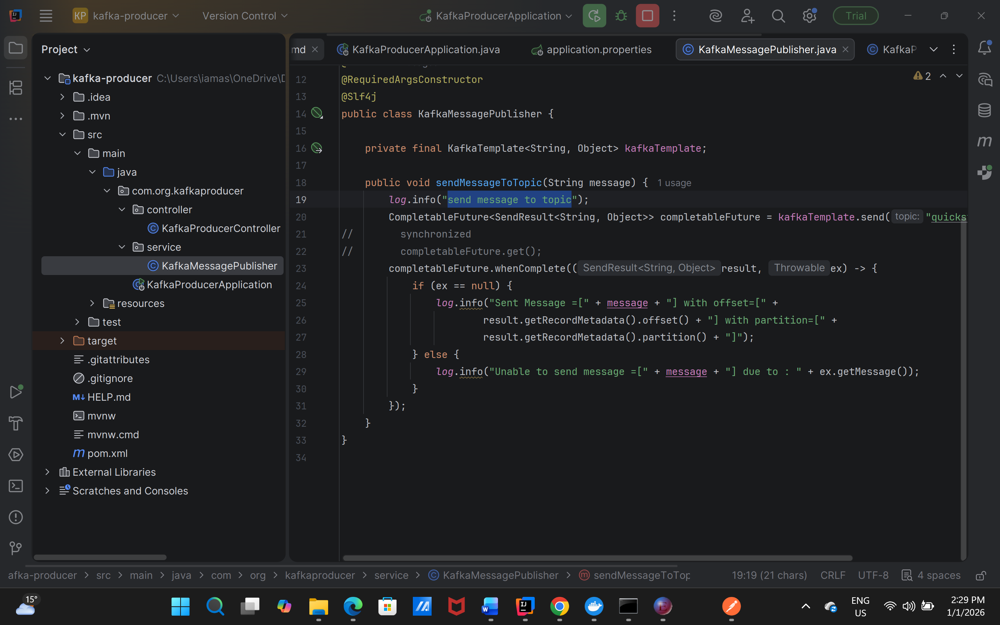 KP kafka-producer Version Control KafkaProducerApplication Trial
Project
kafka-producer C:\Users\iamas\OneDrive\
.idea
.mvn
src
main
java
com.org.kafkaproducer
controller
KafkaProducerController
service
KafkaMessagePublisher
KafkaProducerApplication
resources
test
target
.gitattributes
.gitignore
M↓ HELP.md
mvnw
mvnw.cmd
m pom.xml
External Libraries
Scratches and Consoles
md KafkaProducerApplication.java application.properties KafkaMessagePublisher.java KafkaP
2
12 @RequiredArgsConstructor
13 @Slf4j
14 public class KafkaMessagePublisher {
15
16 private final KafkaTemplate<String, Object> kafkaTemplate;
17
18 public void sendMessageToTopic(String message) { 1 usage
19 log.info("send message to topic");
20 CompletableFuture<SendResult<String, Object>> completableFuture = kafkaTemplate.send( topic: "quicks
21 // synchronized
22 // completableFuture.get();
23 completableFuture.whenComplete(( SendResult<String, Object> result, Throwable ex) -> {
24 if (ex == null) {
25 log.info("Sent Message =[" + message + "] with offset=[" +
26 result.getRecordMetadata().offset() + "] with partition=[" +
27 result.getRecordMetadata().partition() + "]");
28 } else {
29 log.info("Unable to send message =[" + message + "] due to : " + ex.getMessage());
30 }
31 });
32 }
33 }
34
afka-producer > src > main > java > com > org > kafkaproducer > service > KafkaMessagePublisher > sendMessageToTop 19:19 (21 chars) CRLF UTF-8 4 spaces
15°
ENG
US
2:29 PM
1/1/2026